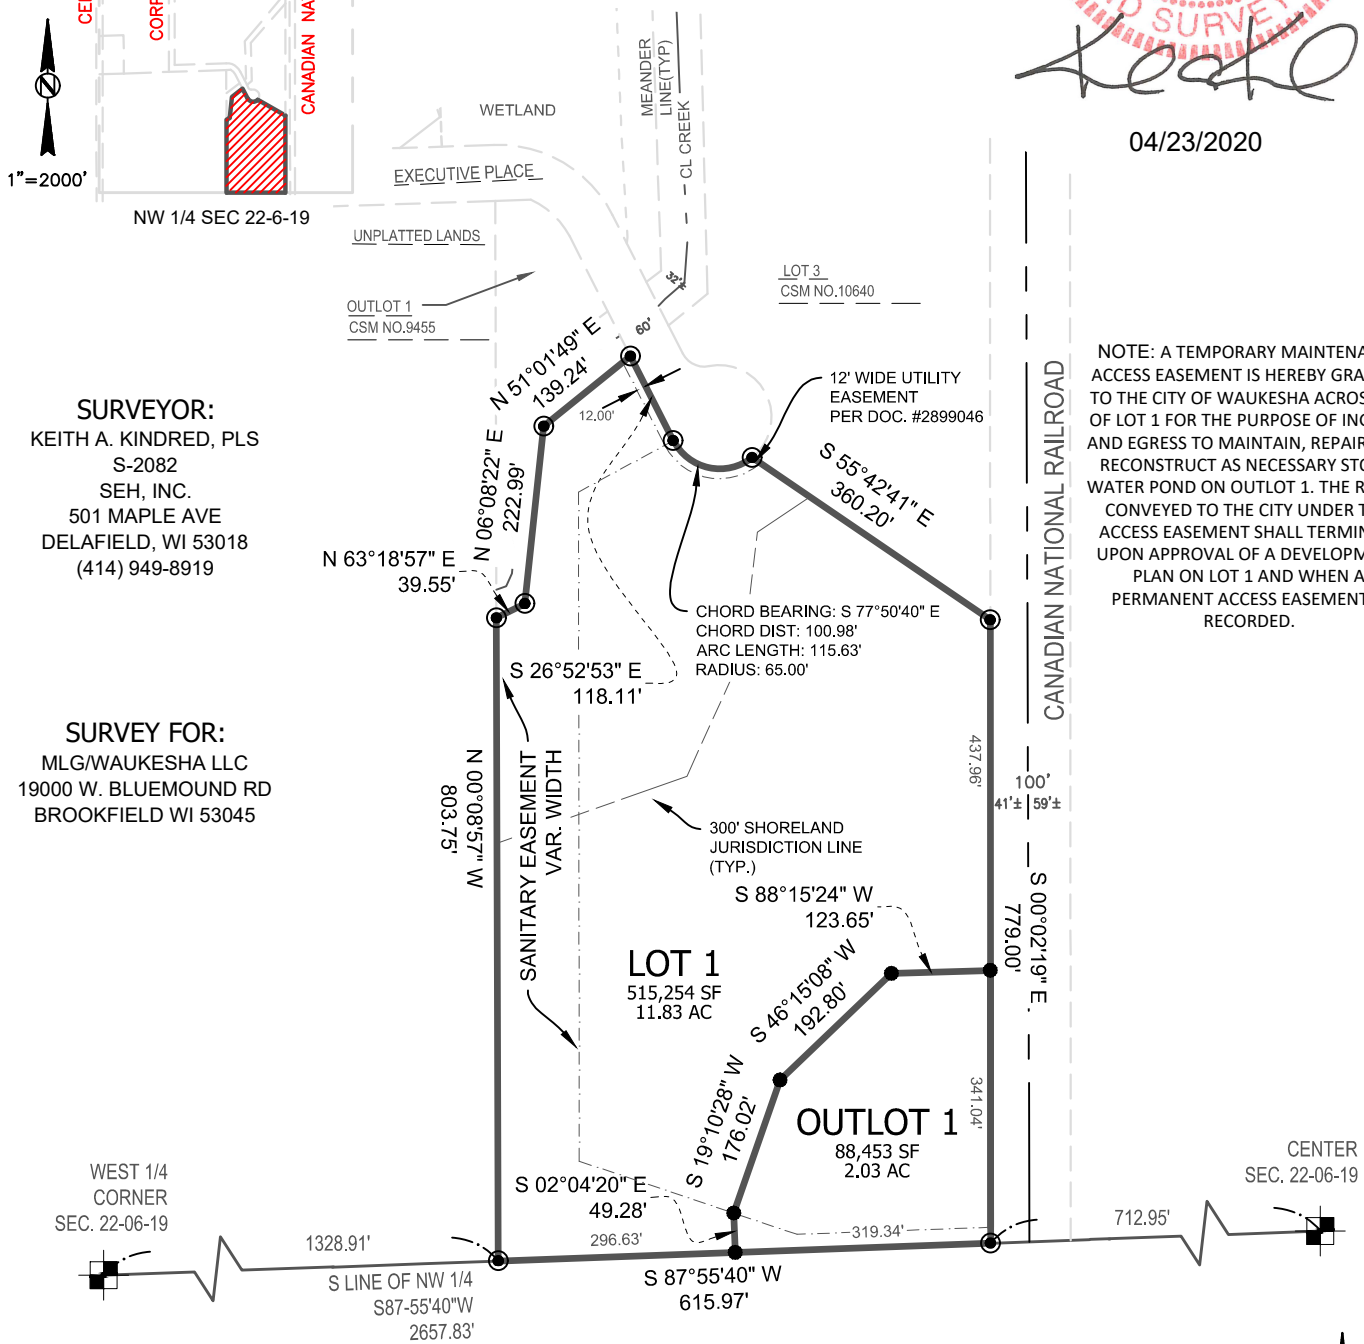 CANADIAN NA
CORP
1"=2000'
NW 1/4 SEC 22-6-19
D SURVEY
04/23/2020
WETLAND
MEANDER
LINE(TYP)
CL CREEK
EXECUTIVE PLACE
UNPLATTED LANDS
OUTLOT 1
CSM NO.9455
32'±
60'
LOT 3
CSM NO.10640
SURVEYOR:
KEITH A. KINDRED, PLS
S-2082
SEH, INC.
501 MAPLE AVE
DELAFIELD, WI 53018
(414) 949-8919
SURVEY FOR:
MLG/WAUKESHA LLC
19000 W. BLUEMOUND RD
BROOKFIELD WI 53045
N 51°01'49" E
139.24'
12.00'
N 06°08'22" E
222.99'
N 63°18'57" E
39.55'
12' WIDE UTILITY
EASEMENT
PER DOC. #2899046
S 55°42'41" E
360.20'
CHORD BEARING: S 77°50'40" E
CHORD DIST: 100.98'
ARC LENGTH: 115.63'
RADIUS: 65.00'
S 26°52'53" E
118.11'
CANADIAN NATIONAL RAILROAD
NOTE: A TEMPORARY MAINTENA
ACCESS EASEMENT IS HEREBY GRA
TO THE CITY OF WAUKESHA ACROS
OF LOT 1 FOR THE PURPOSE OF ING
AND EGRESS TO MAINTAIN, REPAIR
RECONSTRUCT AS NECESSARY STO
WATER POND ON OUTLOT 1. THE R
CONVEYED TO THE CITY UNDER T
ACCESS EASEMENT SHALL TERMIN
UPON APPROVAL OF A DEVELOPM
PLAN ON LOT 1 AND WHEN A
PERMANENT ACCESS EASEMENT
RECORDED.
N 00°08'57" W
803.75'
SANITARY EASEMENT
VAR. WIDTH
300' SHORELAND
JURISDICTION LINE
(TYP.)
437.96'
100'
41'±
59'±
S 00°02'19" E
779.00'
S 88°15'24" W
123.65'
LOT 1
515,254 SF
11.83 AC
S 46°15'08" W
192.80'
S 19°10'28" W
176.02'
341.04'
OUTLOT 1
88,453 SF
2.03 AC
S 02°04'20" E
49.28'
WEST 1/4
CORNER
SEC. 22-06-19
CENTER
SEC. 22-06-19
1328.91'
296.63'
319.34'
712.95'
S 87°55'40" W
615.97'
S LINE OF NW 1/4
S87-55'40"W
2657.83'